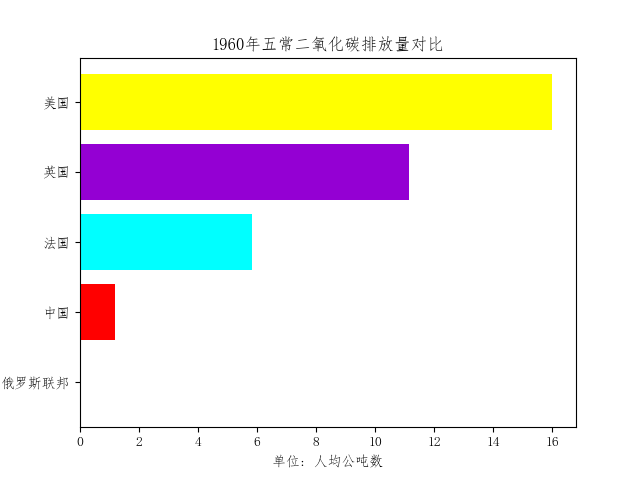 1960年五常二氧化碳排放量对比
美国
英国
法国
中国
俄罗斯联邦
0 2 4 6 8 10 12 14 16
单位：人均公吨数